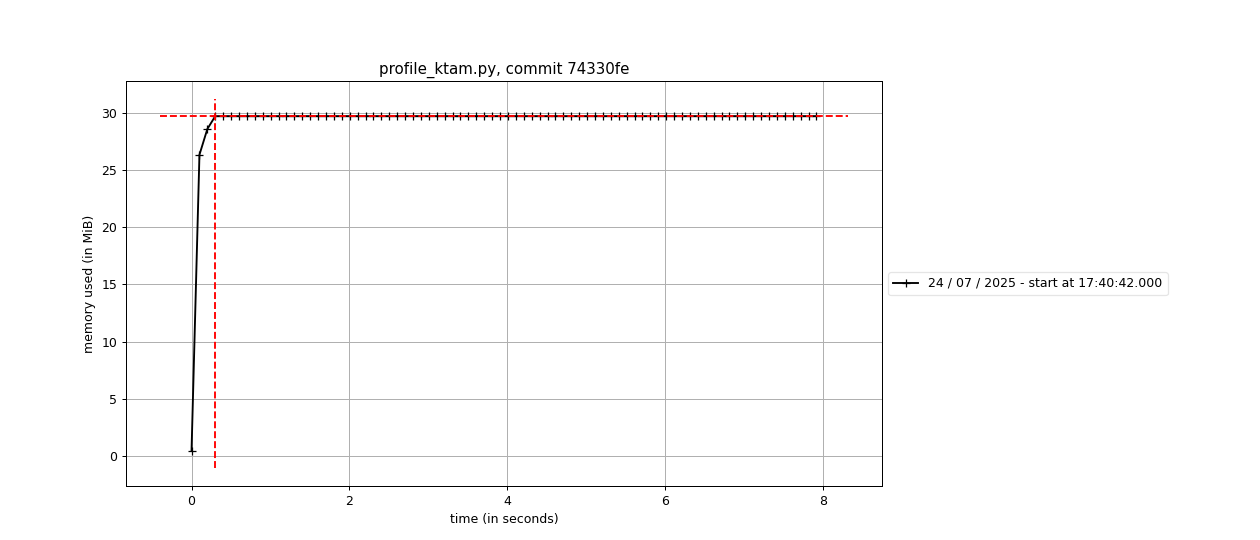 profile_ktam.py, commit 74330fe
30
25
20
15
10
5
0
memory used (in MiB)
0 2 4 6 8
time (in seconds)
24 / 07 / 2025 - start at 17:40:42.000